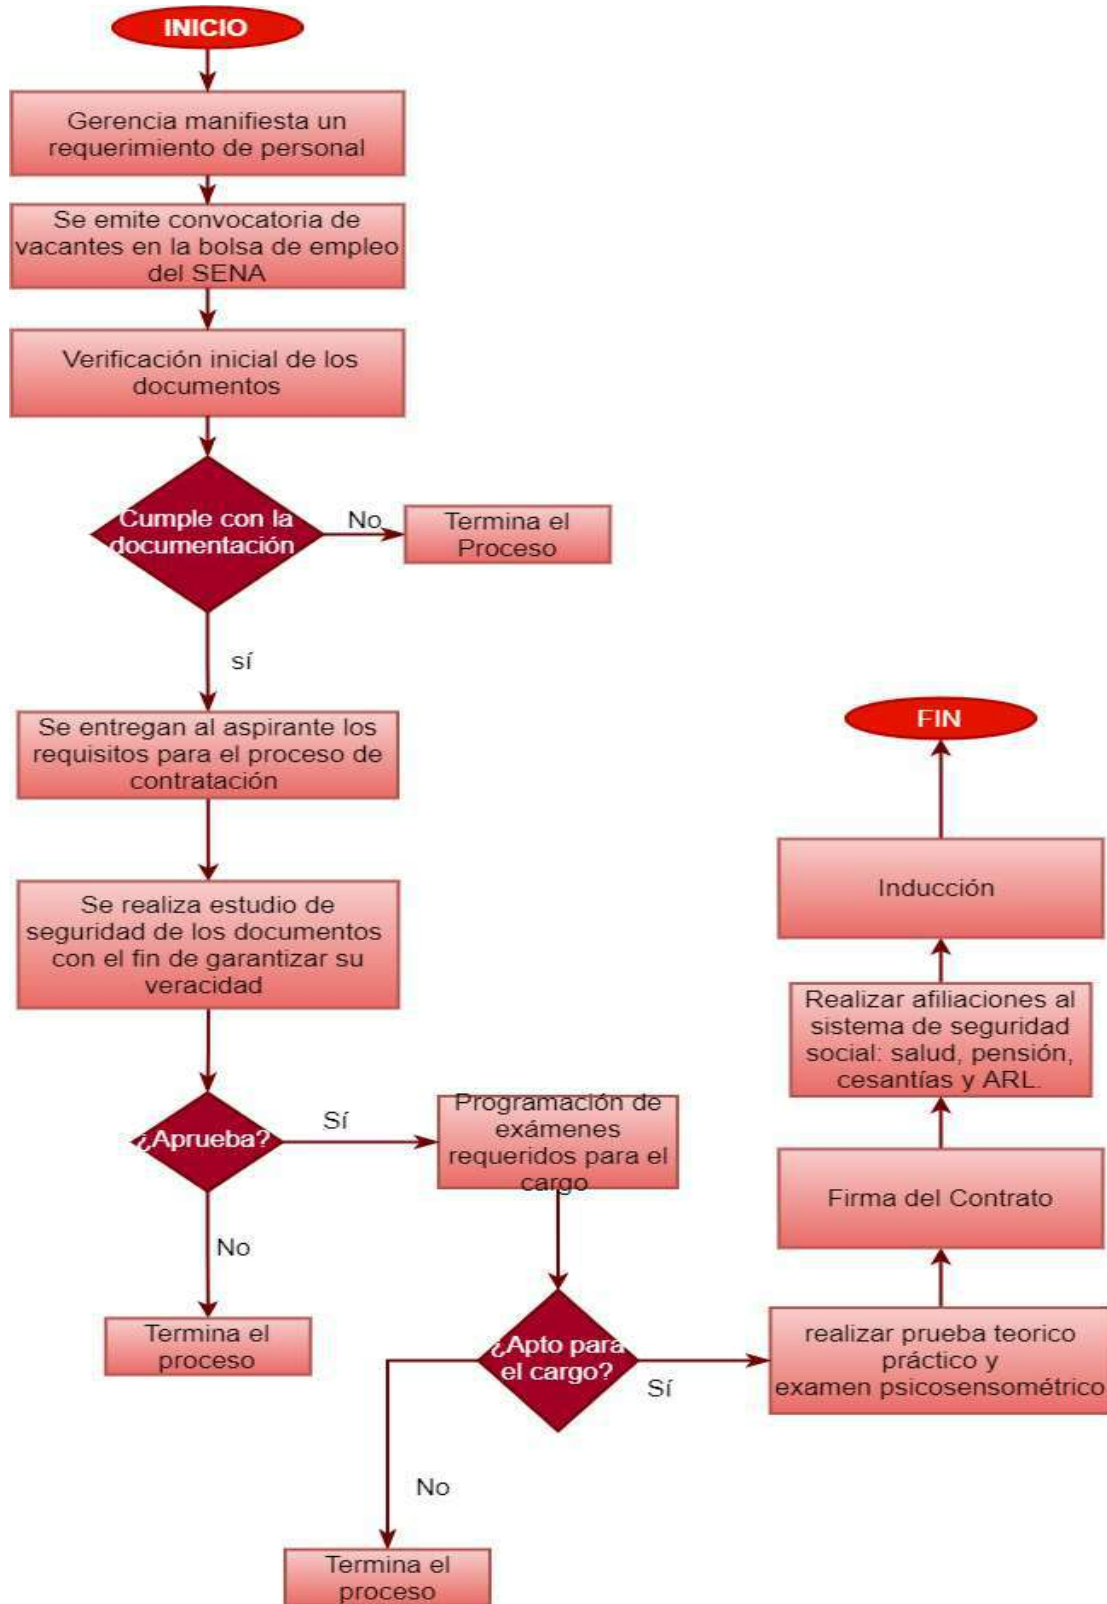 INICIO
Gerencia manifiesta un
requerimiento de personal
Se emite convocatoria de
vacantes en la bolsa de empleo
del SENA
Verificación inicial de los
documentos
Cumple con la
documentación
No
Termina el
Proceso
sí
Se entregan al aspirante los
requisitos para el proceso de
contratación
Se realiza estudio de
seguridad de los documentos
con el fin de garantizar su
veracidad
¿Aprueba?
Sí
No
Termina el
proceso
Programación de
exámenes
requeridos para el
cargo
¿Apto para
el cargo?
Sí
No
Termina el
proceso
realizar prueba teorico
práctico y
examen psicosensométrico
Firma del Contrato
Realizar afiliaciones al
sistema de seguridad
social: salud, pensión,
cesantías y ARL.
Inducción
FIN